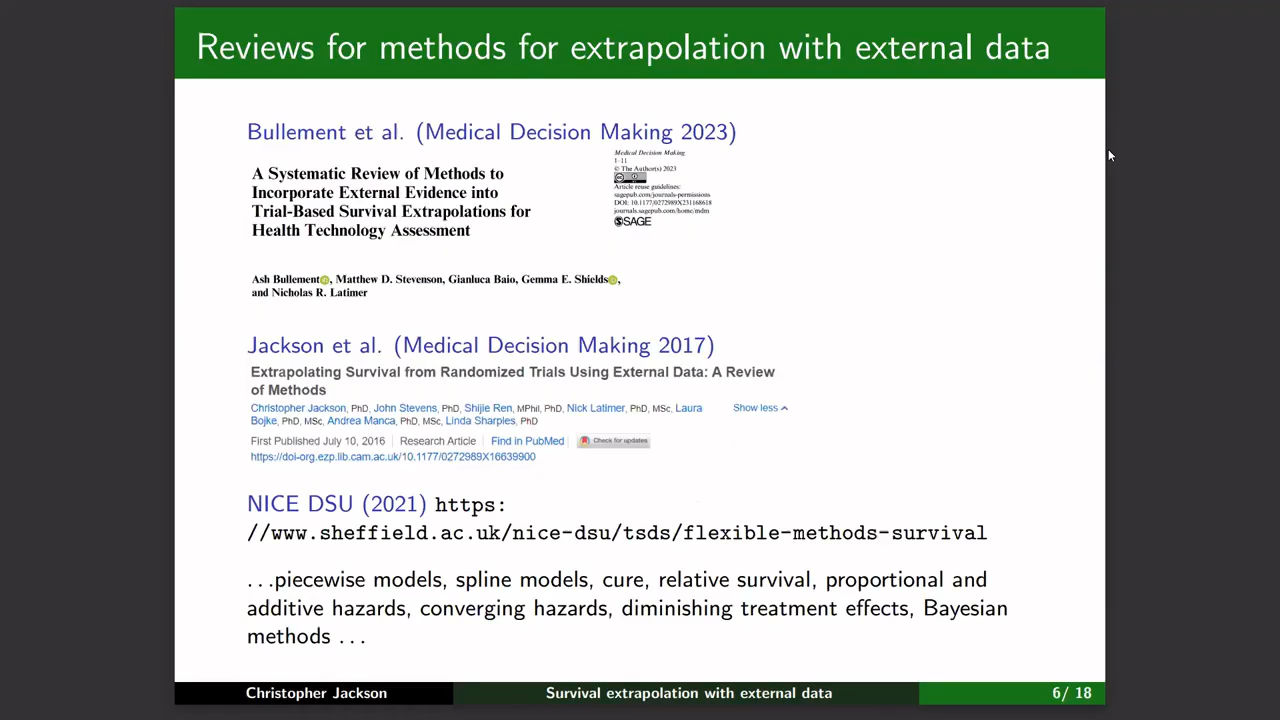 Reviews for methods for extrapolation with external data
Bullement et al. (Medical Decision Making 2023)
A Systematic Review of Methods to
Incorporate External Evidence into
Trial-Based Survival Extrapolations for
Health Technology Assessment
Medical Decision Making
1–11
© The Author(s) 2023
Article reuse guidelines:
sagepub.com/journals-permissions
DOI: 10.1177/0272989X231168618
journals.sagepub.com/home/mdm
SAGE
Ash Bullement, Matthew D. Stevenson, Gianluca Baio, Gemma E. Shields,
and Nicholas R. Latimer
Jackson et al. (Medical Decision Making 2017)
Extrapolating Survival from Randomized Trials Using External Data: A Review
of Methods
Christopher Jackson, PhD, John Stevens, PhD, Shijie Ren, MPhil, PhD, Nick Latimer, PhD, MSc, Laura
Bojke, PhD, MSc, Andrea Manca, PhD, MSc, Linda Sharples, PhD
Show less
First Published July 10, 2016 | Research Article | Find in PubMed | Check for updates
https://doi-org.ezp.lib.cam.ac.uk/10.1177/0272989X16639900
NICE DSU (2021) https:
//www.sheffield.ac.uk/nice-dsu/tsds/flexible-methods-survival
...piecewise models, spline models, cure, relative survival, proportional and
additive hazards, converging hazards, diminishing treatment effects, Bayesian
methods ...
Christopher Jackson
Survival extrapolation with external data
6/ 18